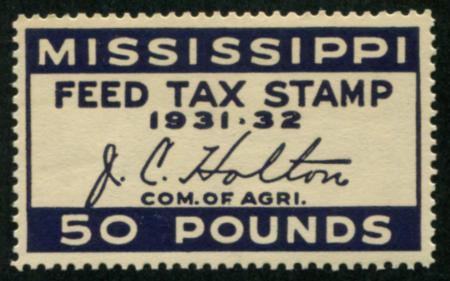 MISSISSIPPI
FEED TAX STAMP
1931·32
J. C. Holton
COM. OF AGRI.
50 POUNDS